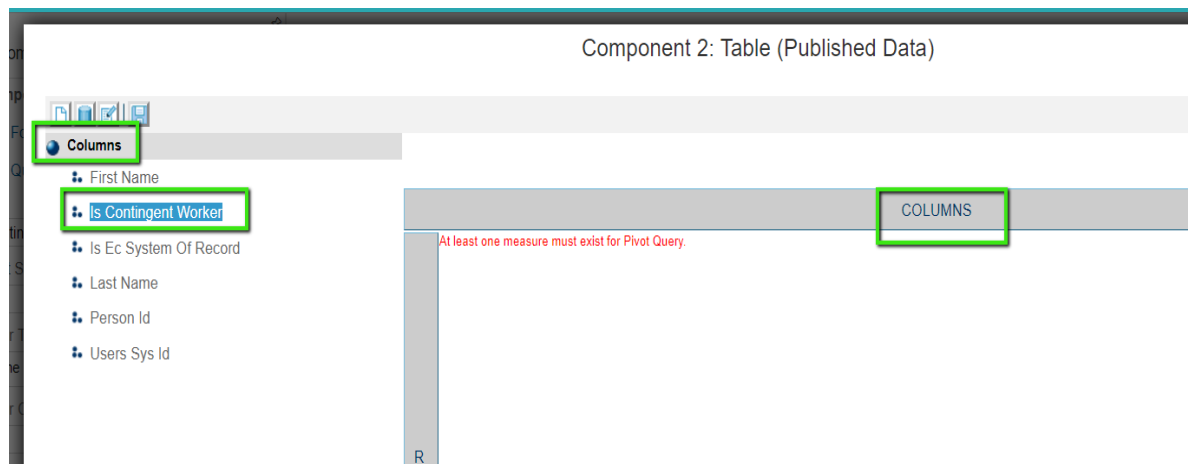 Component 2: Table (Published Data)
Columns
First Name
Is Contingent Worker
Is Ec System Of Record
Last Name
Person Id
Users Sys Id
COLUMNS
At least one measure must exist for Pivot Query.
R